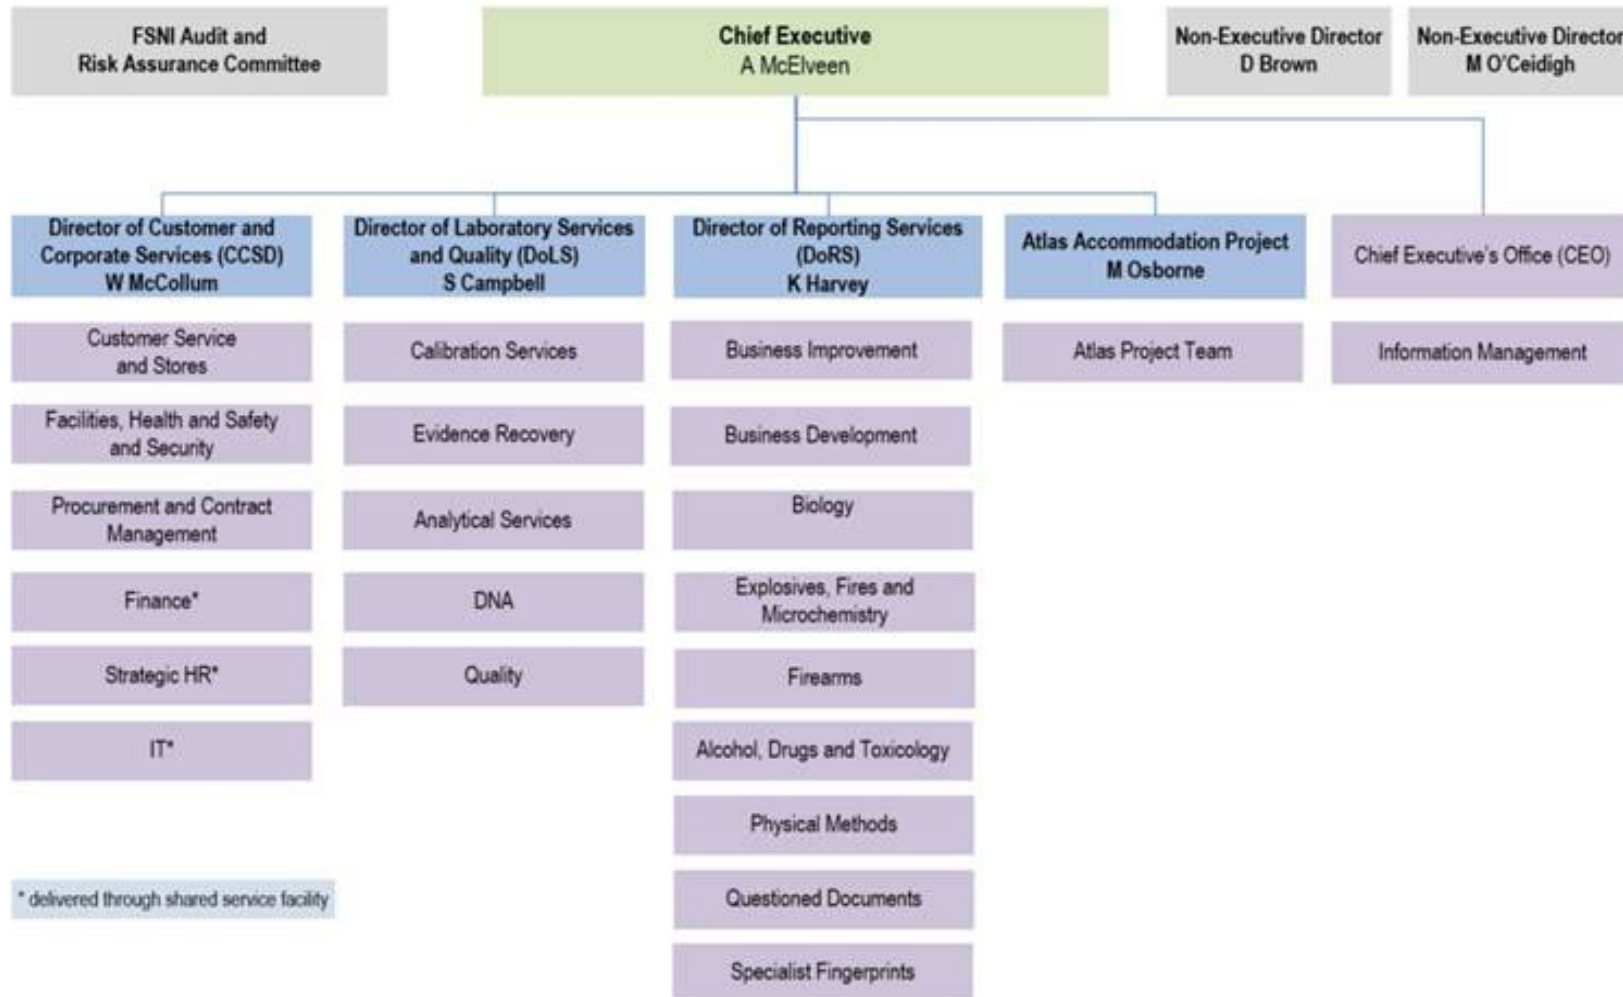 FSNI Audit and
Risk Assurance Committee
Chief Executive
A McElveen
Non-Executive Director
D Brown
Non-Executive Director
M O'Ceidigh
Director of Customer and
Corporate Services (CCSD)
W McCollum
Director of Laboratory Services
and Quality (DoLS)
S Campbell
Director of Reporting Services
(DoRS)
K Harvey
Atlas Accommodation Project
M Osborne
Chief Executive's Office (CEO)
Customer Service
and Stores
Calibration Services
Business Improvement
Atlas Project Team
Information Management
Facilities, Health and Safety
and Security
Evidence Recovery
Business Development
Procurement and Contract
Management
Analytical Services
Biology
Finance*
DNA
Explosives, Fires and
Microchemistry
Strategic HR*
Quality
Firearms
IT*
Alcohol, Drugs and Toxicology
Physical Methods
* delivered through shared service facility
Questioned Documents
Specialist Fingerprints